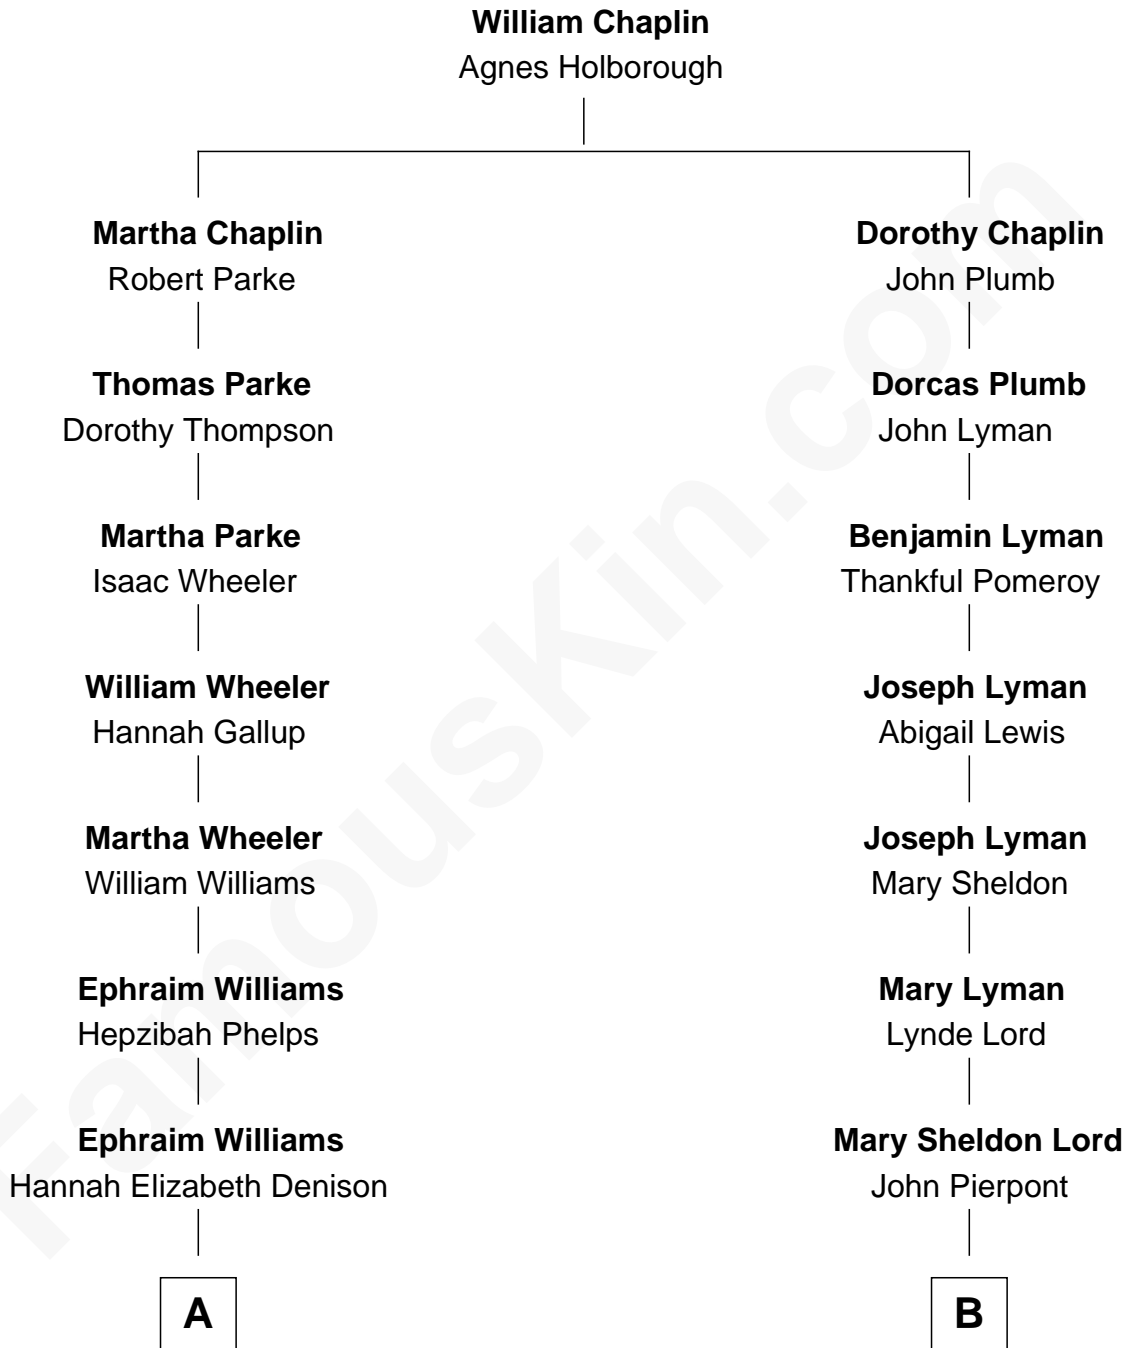 William Chaplin
Agnes Holborough
Martha Chaplin
Robert Parke
Dorothy Chaplin
John Plumb
Thomas Parke
Dorothy Thompson
Dorcas Plumb
John Lyman
Martha Parke
Isaac Wheeler
Benjamin Lyman
Thankful Pomeroy
William Wheeler
Hannah Gallup
Joseph Lyman
Abigail Lewis
Martha Wheeler
William Williams
Joseph Lyman
Mary Sheldon
Ephraim Williams
Hepzibah Phelps
Mary Lyman
Lynde Lord
Ephraim Williams
Hannah Elizabeth Denison
Mary Sheldon Lord
John Pierpont
A
B
FamousKin.com